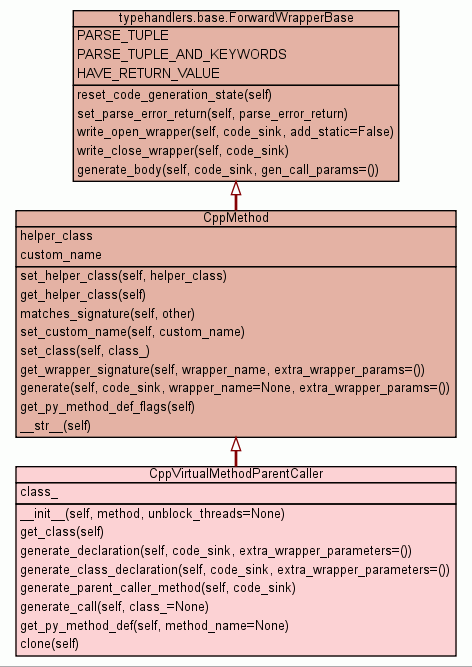 typehandlers.base.ForwardWrapperBase
PARSE_TUPLE
PARSE_TUPLE_AND_KEYWORDS
HAVE_RETURN_VALUE
reset_code_generation_state(self)
set_parse_error_return(self, parse_error_return)
write_open_wrapper(self, code_sink, add_static=False)
write_close_wrapper(self, code_sink)
generate_body(self, code_sink, gen_call_params=())
CppMethod
helper_class
custom_name
set_helper_class(self, helper_class)
get_helper_class(self)
matches_signature(self, other)
set_custom_name(self, custom_name)
set_class(self, class_)
get_wrapper_signature(self, wrapper_name, extra_wrapper_params=())
generate(self, code_sink, wrapper_name=None, extra_wrapper_params=())
get_py_method_def_flags(self)
__str__(self)
CppVirtualMethodParentCaller
class_
__init__(self, method, unblock_threads=None)
get_class(self)
generate_declaration(self, code_sink, extra_wrapper_parameters=())
generate_class_declaration(self, code_sink, extra_wrapper_parameters=())
generate_parent_caller_method(self, code_sink)
generate_call(self, class_=None)
get_py_method_def(self, method_name=None)
clone(self)